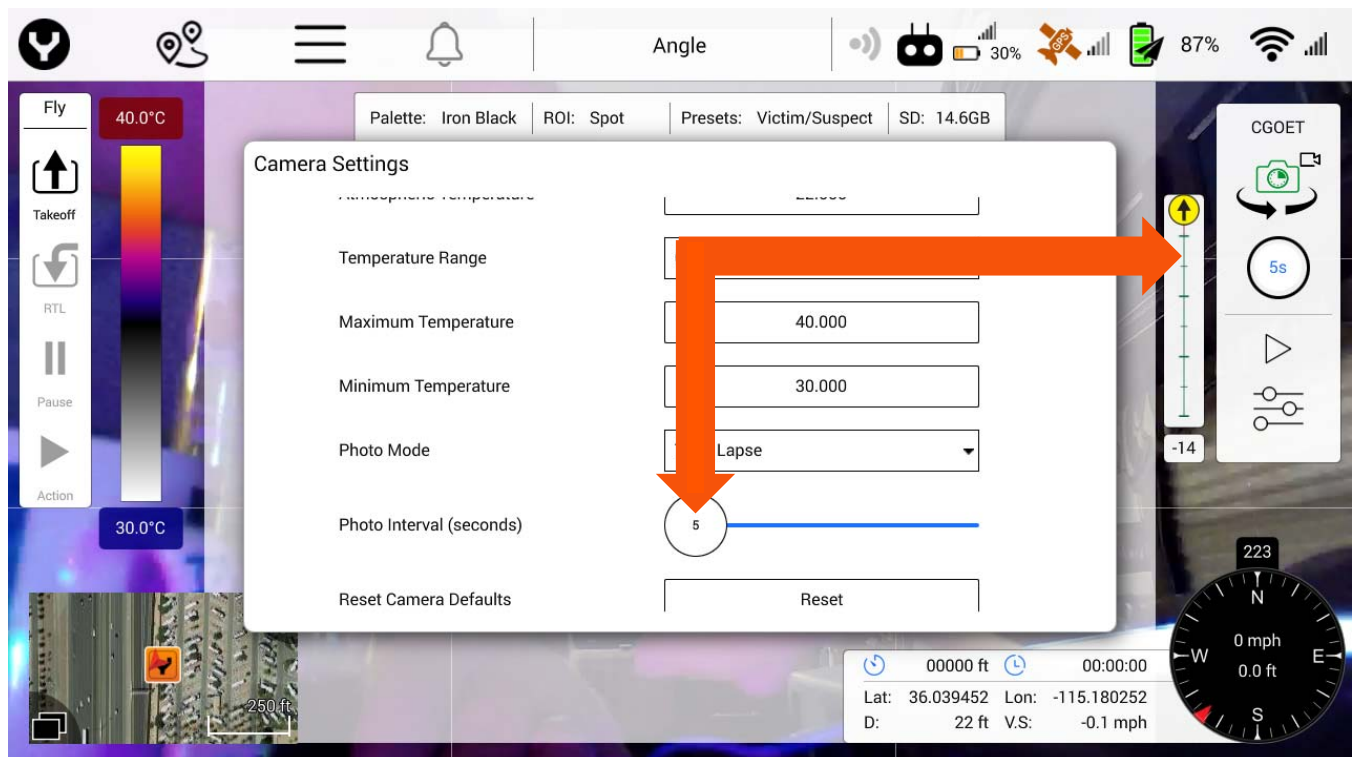 Angle
30%
GPS
87%
Fly
40.0°C
Takeoff
RTL
Pause
Action
30.0°C
Palette: Iron Black ROI: Spot Presets: Victim/Suspect SD: 14.6GB
Camera Settings
Atmospheric Temperature
Temperature Range
Maximum Temperature 40.000
Minimum Temperature 30.000
Photo Mode Lapse
Photo Interval (seconds) 5
Reset Camera Defaults Reset
CGOET
5s
-14
250 ft
00000 ft 00:00:00
Lat: 36.039452 Lon: -115.180252
D: 22 ft V.S: -0.1 mph
223
N
W E
S
0 mph
0.0 ft